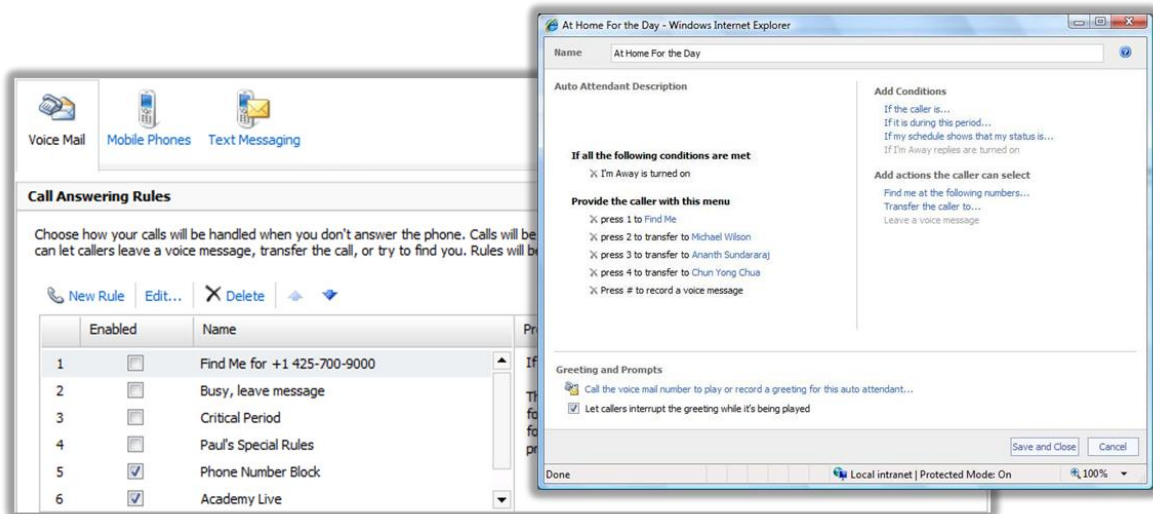 Voice Mail
Mobile Phones
Text Messaging
Call Answering Rules
Choose how your calls will be handled when you don't answer the phone. Calls will be
can let callers leave a voice message, transfer the call, or try to find you. Rules will b
New Rule
Edit...
Delete
Enabled
Name
1
Find Me for +1 425-700-9000
2
Busy, leave message
3
Critical Period
4
Paul's Special Rules
5
Phone Number Block
6
Academy Live
Pr
If
Th
fo
fo
pr
At Home For the Day - Windows Internet Explorer
Name
At Home For the Day
Auto Attendant Description
If all the following conditions are met
I'm Away is turned on
Provide the caller with this menu
press 1 to Find Me
press 2 to transfer to Michael Wilson
press 3 to transfer to Ananth Sundararaj
press 4 to transfer to Chun Yong Chua
Press # to record a voice message
Add Conditions
If the caller is...
If it is during this period...
If my schedule shows that my status is...
If I'm Away replies are turned on
Add actions the caller can select
Find me at the following numbers...
Transfer the caller to...
Leave a voice message
Greeting and Prompts
Call the voice mail number to play or record a greeting for this auto attendant...
Let callers interrupt the greeting while it's being played
Save and Close
Cancel
Done
Local intranet | Protected Mode: On
100%